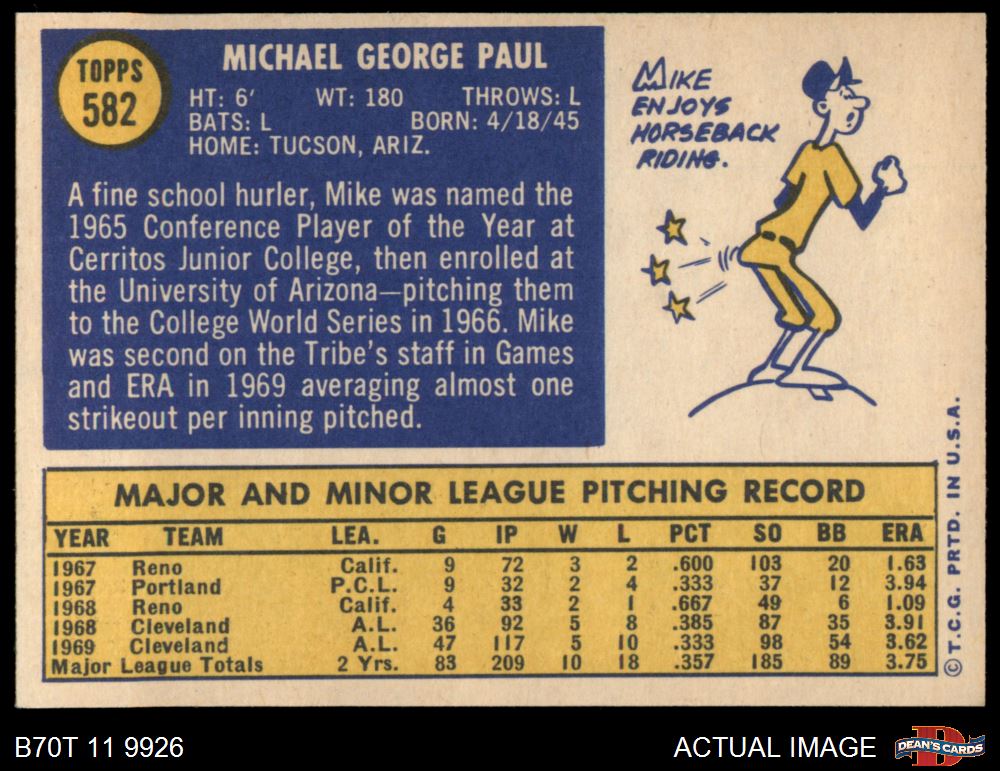 TOPPS
582
MICHAEL GEORGE PAUL
HT: 6' WT: 180 THROWS: L
BATS: L BORN: 4/18/45
HOME: TUCSON, ARIZ.
A fine school hurler, Mike was named the
1965 Conference Player of the Year at
Cerritos Junior College, then enrolled at
the University of Arizona—pitching them
to the College World Series in 1966. Mike
was second on the Tribe's staff in Games
and ERA in 1969 averaging almost one
strikeout per inning pitched.
MIKE
ENJOYS
HORSEBACK
RIDING.
MAJOR AND MINOR LEAGUE PITCHING RECORD
YEAR TEAM LEA. G IP W L PCT SO BB ERA
1967 Reno Calif. 9 72 3 2 .600 103 20 1.63
1967 Portland P.C.L. 9 32 2 4 .333 37 12 3.94
1968 Reno Calif. 4 33 2 1 .667 49 6 1.09
1968 Cleveland A.L. 36 92 5 8 .385 87 35 3.91
1969 Cleveland A.L. 47 117 5 10 .333 98 54 3.62
Major League Totals 2 Yrs. 83 209 10 18 .357 185 89 3.75
© T.C.G. PRTD. IN U.S.A.
B70T 11 9926
ACTUAL IMAGE
DEAN'S CARDS